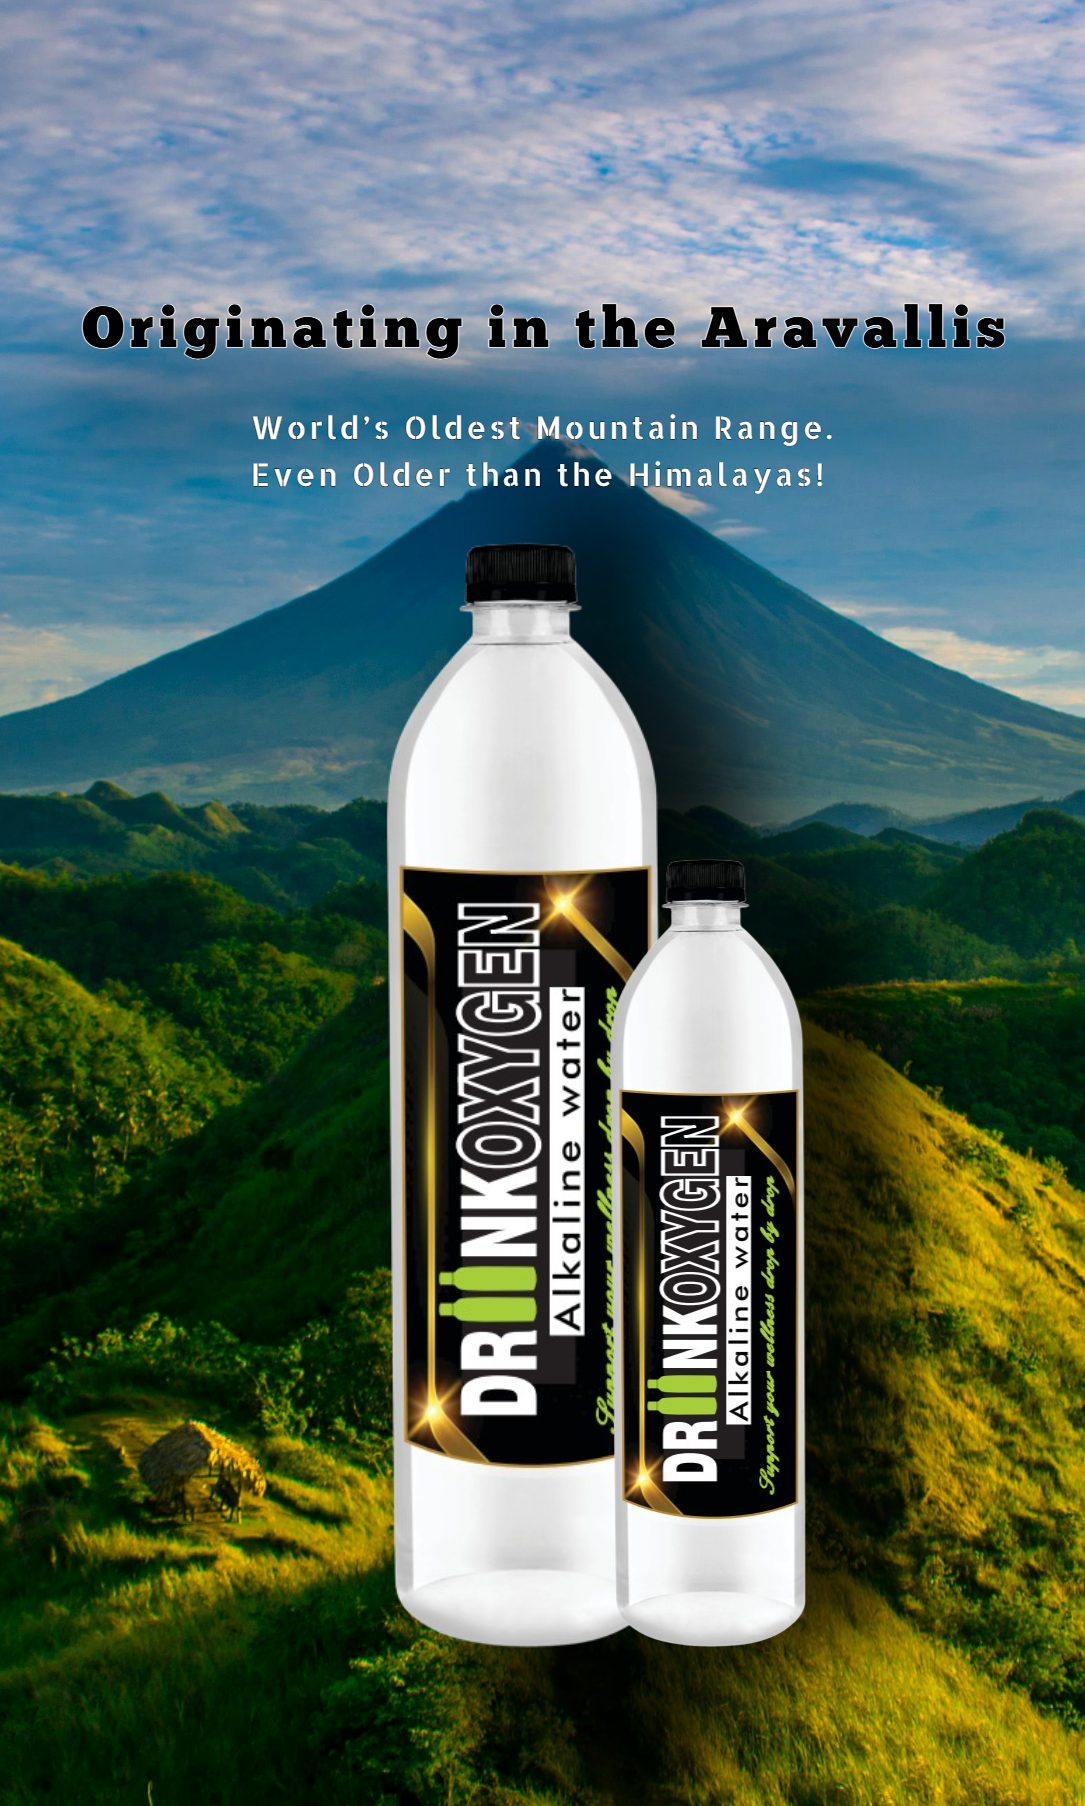 Originating in the Aravallis
World's Oldest Mountain Range.
Even Older than the Himalayas!
DRINKOXYGEN
Alkaline water
Support your wellness drop by drop
DRINKOXYGEN
Alkaline water
Support your wellness drop by drop